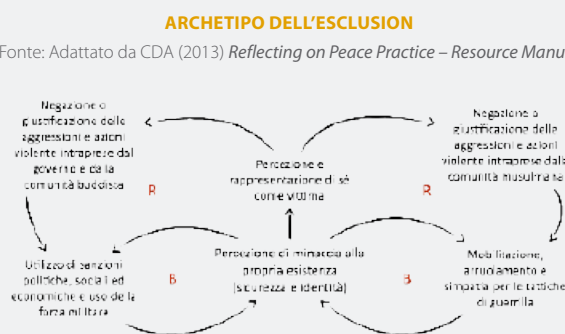 ARCHETIPO DELL'ESCLUSION
Fonte: Adattato da CDA (2013) Reflecting on Peace Practice – Resource Manu
Negazione o
giustificazione delle
aggressioni e azioni
violente intraprese dal
governo e dalla
comunità buddista
R
Percezione e
rappresentazione di sé
come vittima
R
Negazione o
giustificazione delle
aggressioni e azioni
violente intraprese dalla
comunità musulmana
Utilizzo di sanzioni
politiche, sociali ed
economiche e uso della
forza militare
B
Percezione di minaccia alla
propria esistenza
(sicurezza e identità)
B
Mobilitazione,
arruolamento e
simpatia per le tattiche
di guerrilla